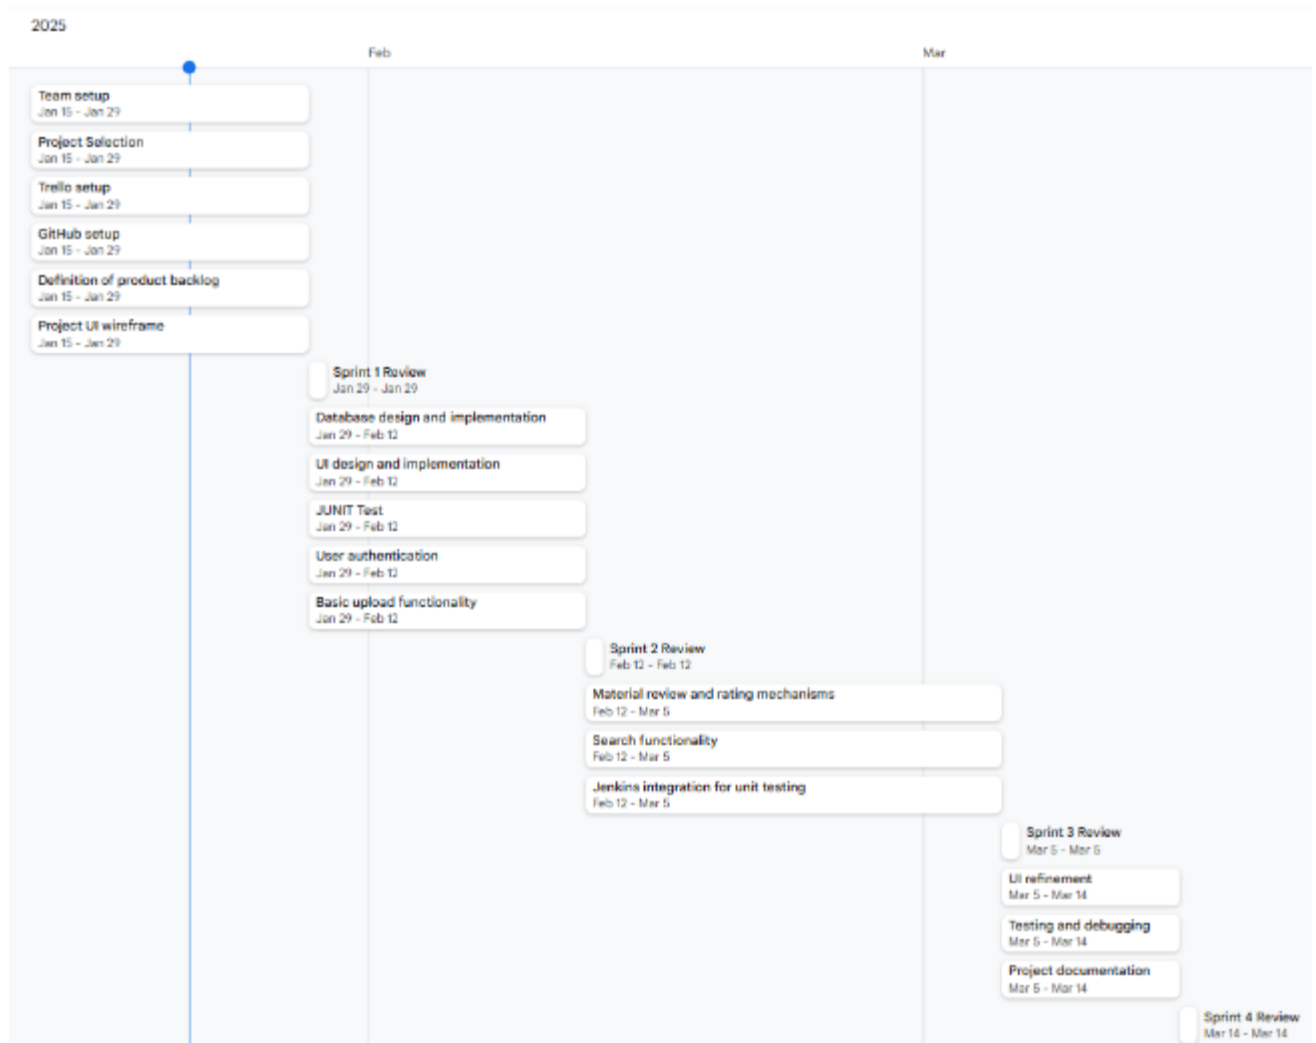 2025
Feb
Mar
Team setup
Jan 15 - Jan 29
Project Selection
Jan 15 - Jan 29
Trello setup
Jan 15 - Jan 29
GitHub setup
Jan 15 - Jan 29
Definition of product backlog
Jan 15 - Jan 29
Project UI wireframe
Jan 15 - Jan 29
Sprint 1 Review
Jan 29 - Jan 29
Database design and implementation
Jan 29 - Feb 12
UI design and implementation
Jan 29 - Feb 12
JUNIT Test
Jan 29 - Feb 12
User authentication
Jan 29 - Feb 12
Basic upload functionality
Jan 29 - Feb 12
Sprint 2 Review
Feb 12 - Feb 12
Material review and rating mechanisms
Feb 12 - Mar 5
Search functionality
Feb 12 - Mar 5
Jenkins integration for unit testing
Feb 12 - Mar 5
Sprint 3 Review
Mar 5 - Mar 5
UI refinement
Mar 5 - Mar 14
Testing and debugging
Mar 5 - Mar 14
Project documentation
Mar 5 - Mar 14
Sprint 4 Review
Mar 14 - Mar 14